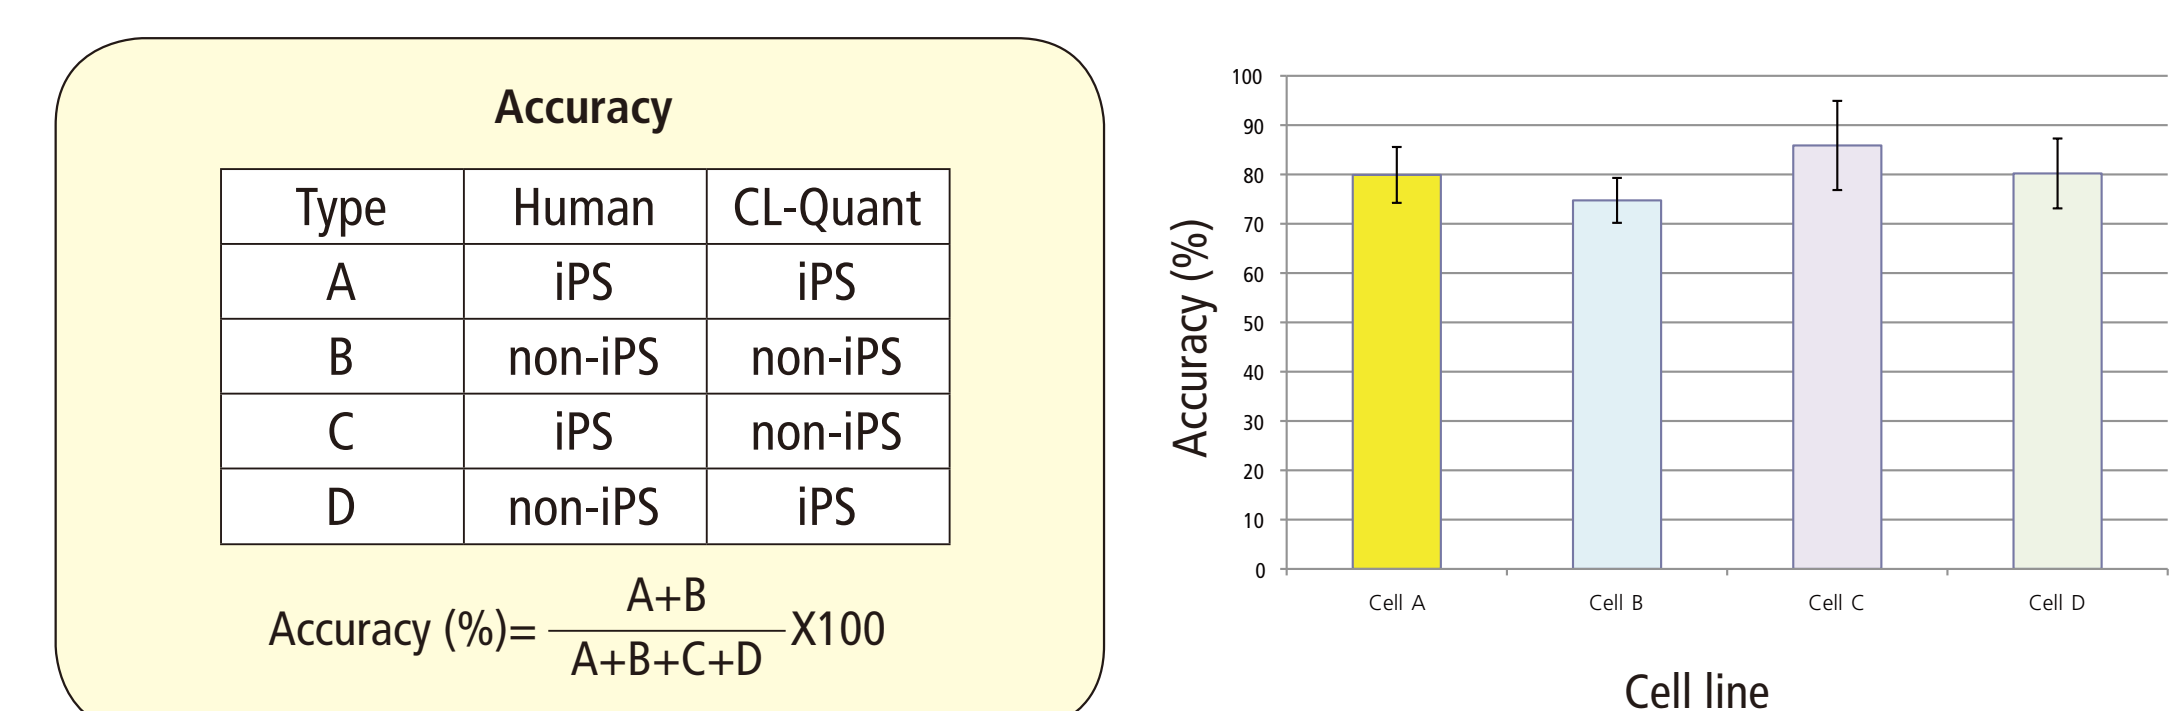 Accuracy
Type Human CL-Quant
A iPS iPS
B non-iPS non-iPS
C iPS non-iPS
D non-iPS iPS
Accuracy (%)= A+B
A+B+C+D X100
Accuracy (%)
100
90
80
70
60
50
40
30
20
10
0
Cell A Cell B Cell C Cell D
Cell line